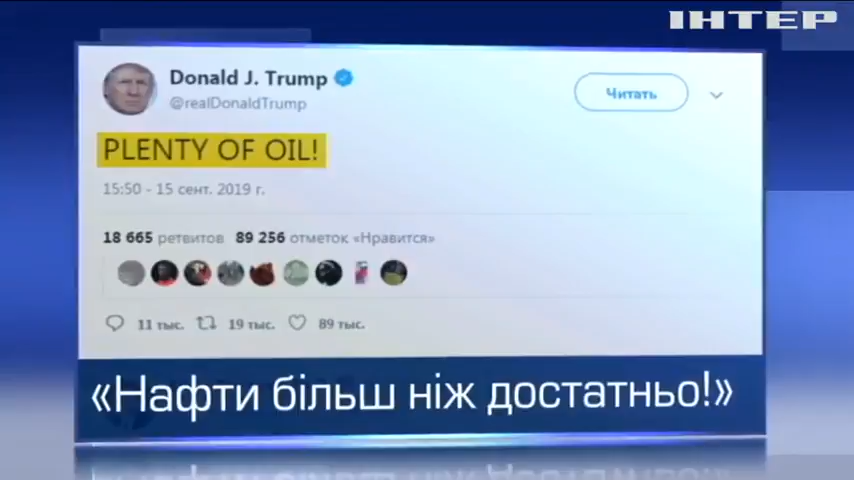 ІНТЕР
Donald J. Trump
@realDonaldTrump
Читать
PLENTY OF OIL!
15:50 - 15 сент. 2019 г.
18 665 ретвитов 89 256 отметок «Нравится»
11 тыс. 19 тыс. 89 тыс.
«Нафти більш ніж достатньо!»